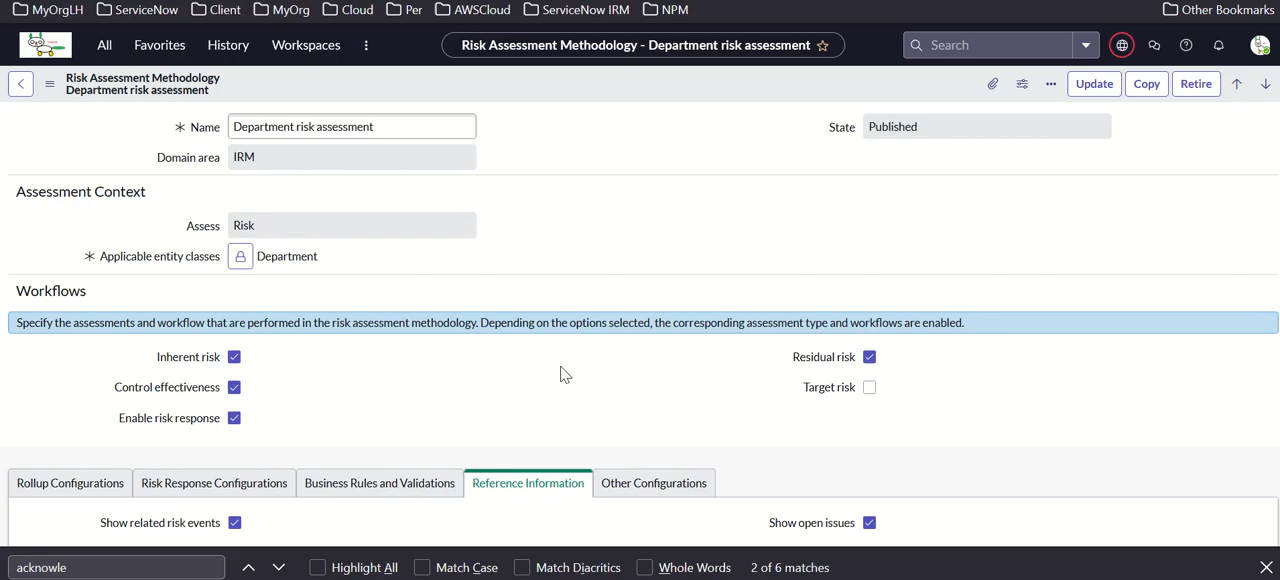 MyOrgLH ServiceNow Client MyOrg Cloud Per AWSCloud ServiceNow IRM NPM Other Bookmarks
All Favorites History Workspaces Risk Assessment Methodology - Department risk assessment Search
Risk Assessment Methodology
Department risk assessment
Update Copy Retire
Name Department risk assessment State Published
Domain area IRM
Assessment Context
Assess Risk
Applicable entity classes Department
Workflows
Specify the assessments and workflow that are performed in the risk assessment methodology. Depending on the options selected, the corresponding assessment type and workflows are enabled.
Inherent risk Residual risk
Control effectiveness Target risk
Enable risk response
Rollup Configurations Risk Response Configurations Business Rules and Validations Reference Information Other Configurations
Show related risk events Show open issues
acknowle Highlight All Match Case Match Diacritics Whole Words 2 of 6 matches